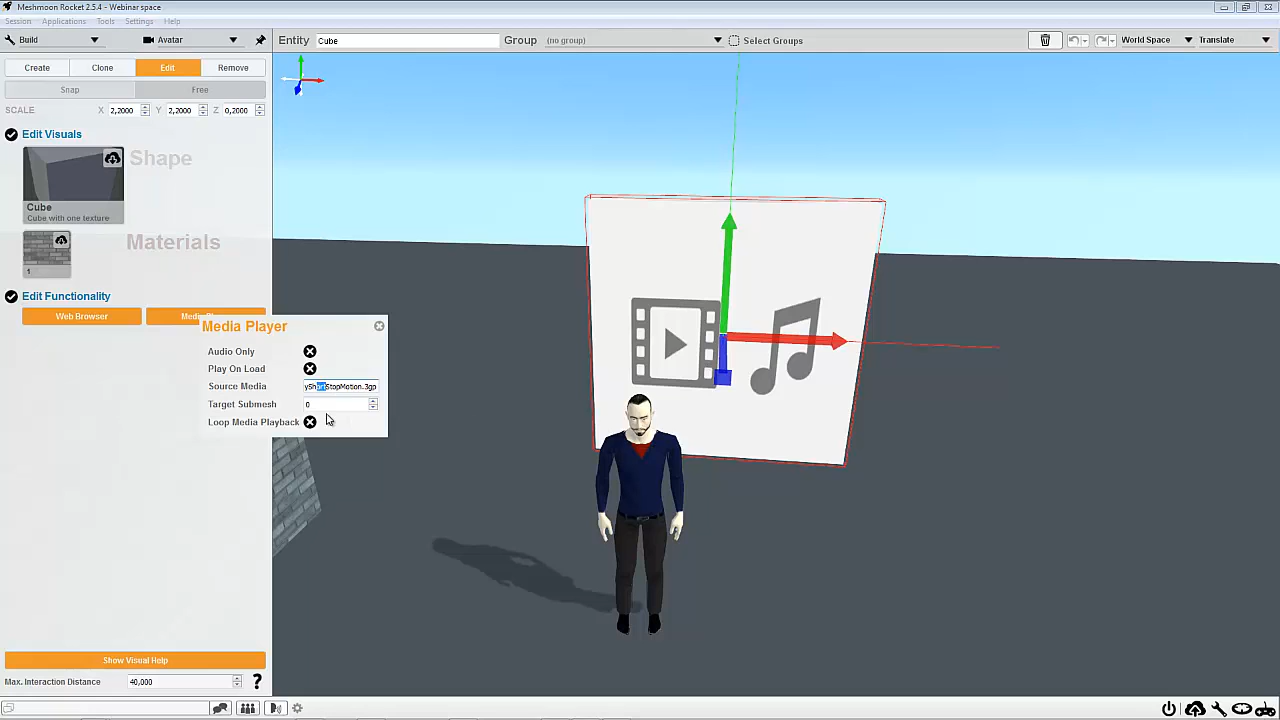 Meshmoon Rocket 2.5.4 - Webinar space
Session Applications Tools Settings Help
Build Avatar Entity Cube Group (no group) Select Groups World Space Translate
Create Clone Edit Remove
Snap Free
SCALE X 2,2000 Y 2,2000 Z 0,2000
Edit Visuals
Shape
Cube
Cube with one texture
Materials
1
Edit Functionality
Web Browser
Media Player
Audio Only
Play On Load
Source Media yShortStopMotion.3gp
Target Submesh 0
Loop Media Playback
Show Visual Help
Max. Interaction Distance 40,000 ?